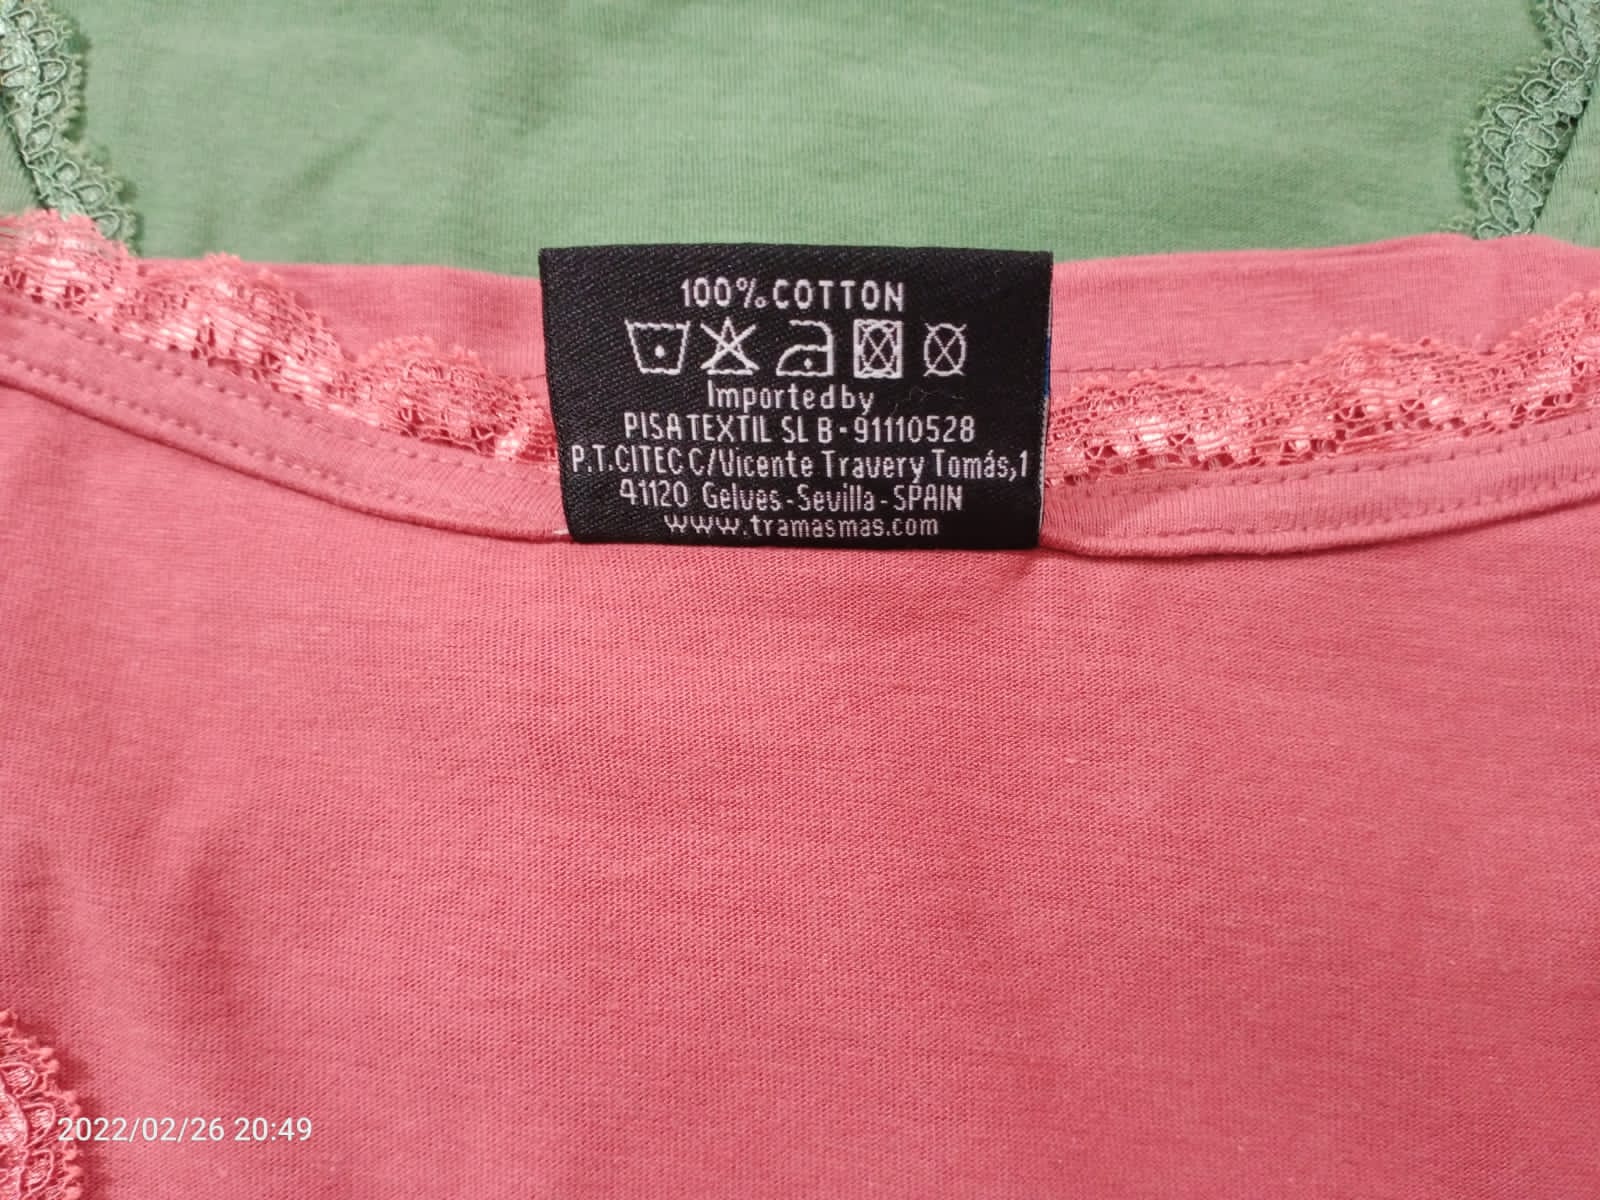 100% COTTON
Imported by
PISA TEXTIL SL B-91110528
P.T.CITEC C/Vicente Travery Tomás,1
41120 Gelves-Sevilla-SPAIN
www.tramasmas.com
2022/02/26 20:49